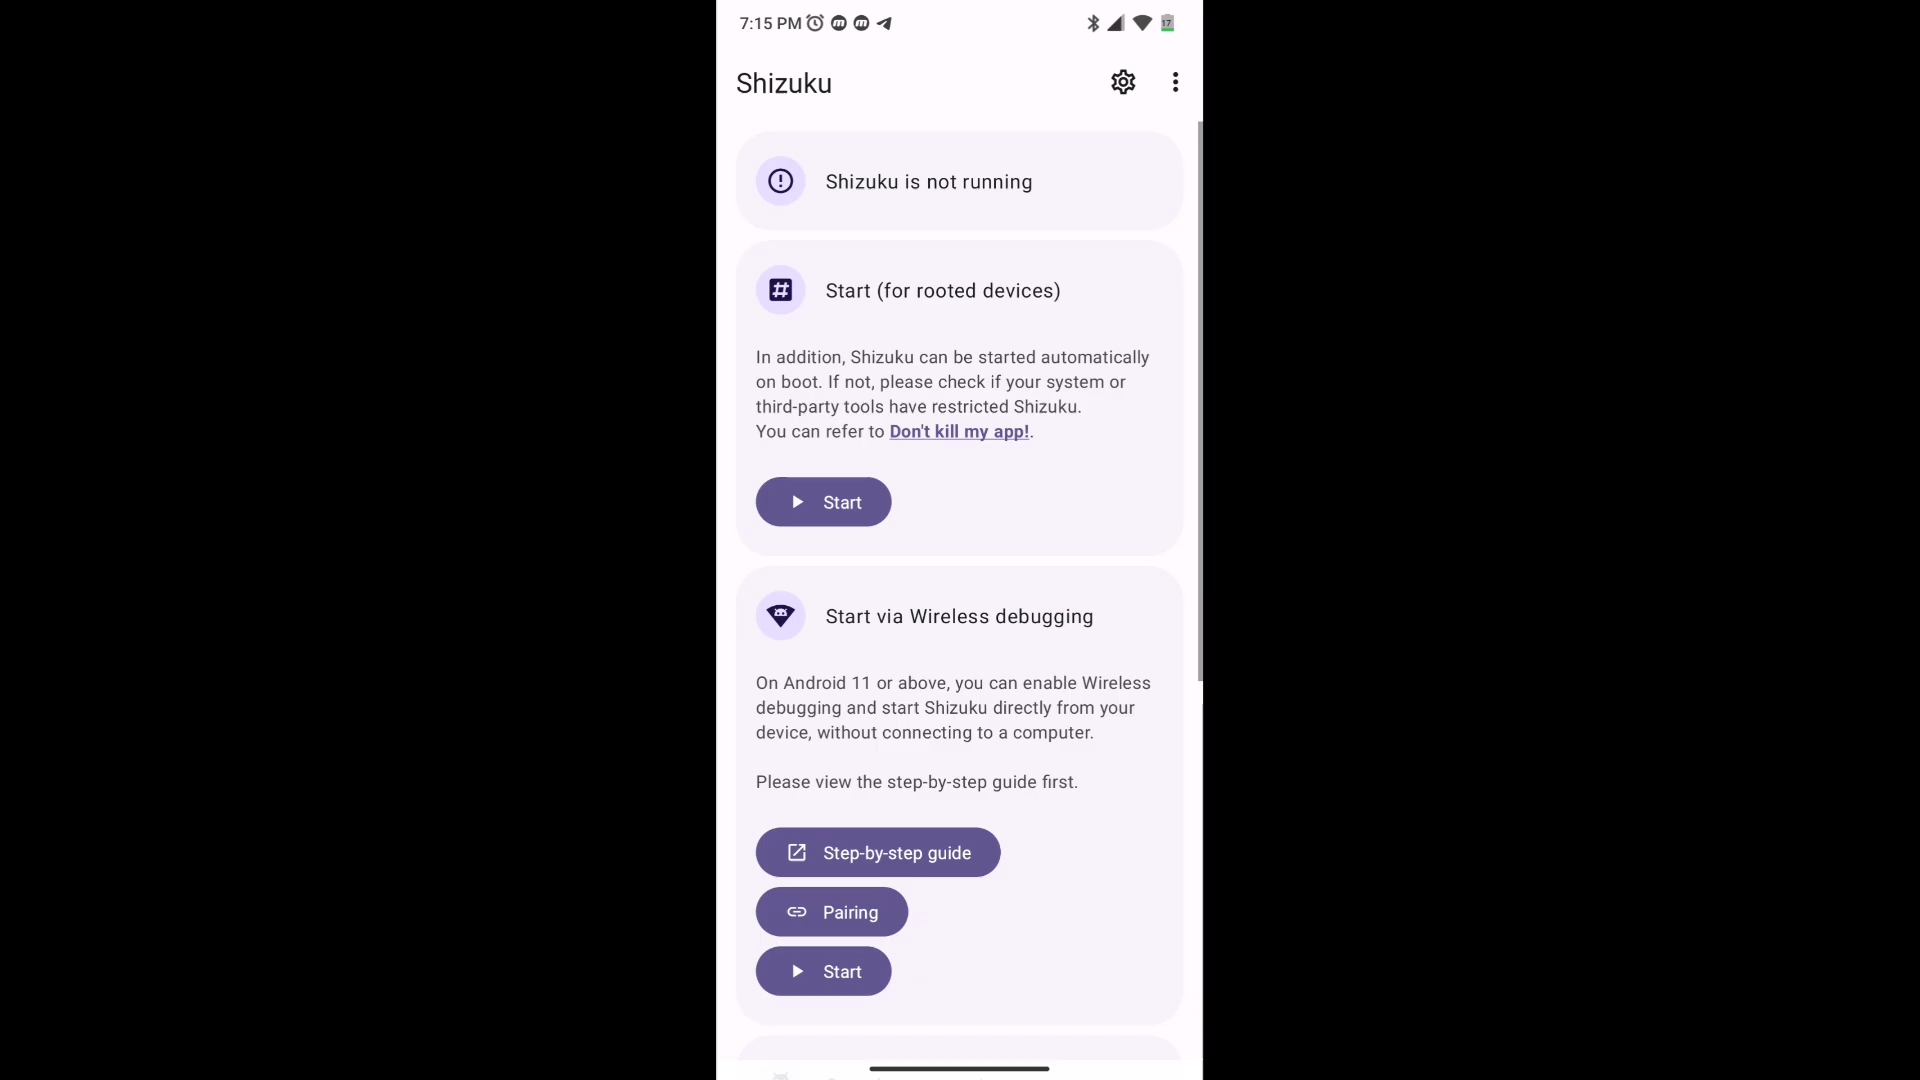 7:15 PM
17
Shizuku
Shizuku is not running
Start (for rooted devices)
In addition, Shizuku can be started automatically
on boot. If not, please check if your system or
third-party tools have restricted Shizuku.
You can refer to Don't kill my app!.
Start
Start via Wireless debugging
On Android 11 or above, you can enable Wireless
debugging and start Shizuku directly from your
device, without connecting to a computer.
Please view the step-by-step guide first.
Step-by-step guide
Pairing
Start